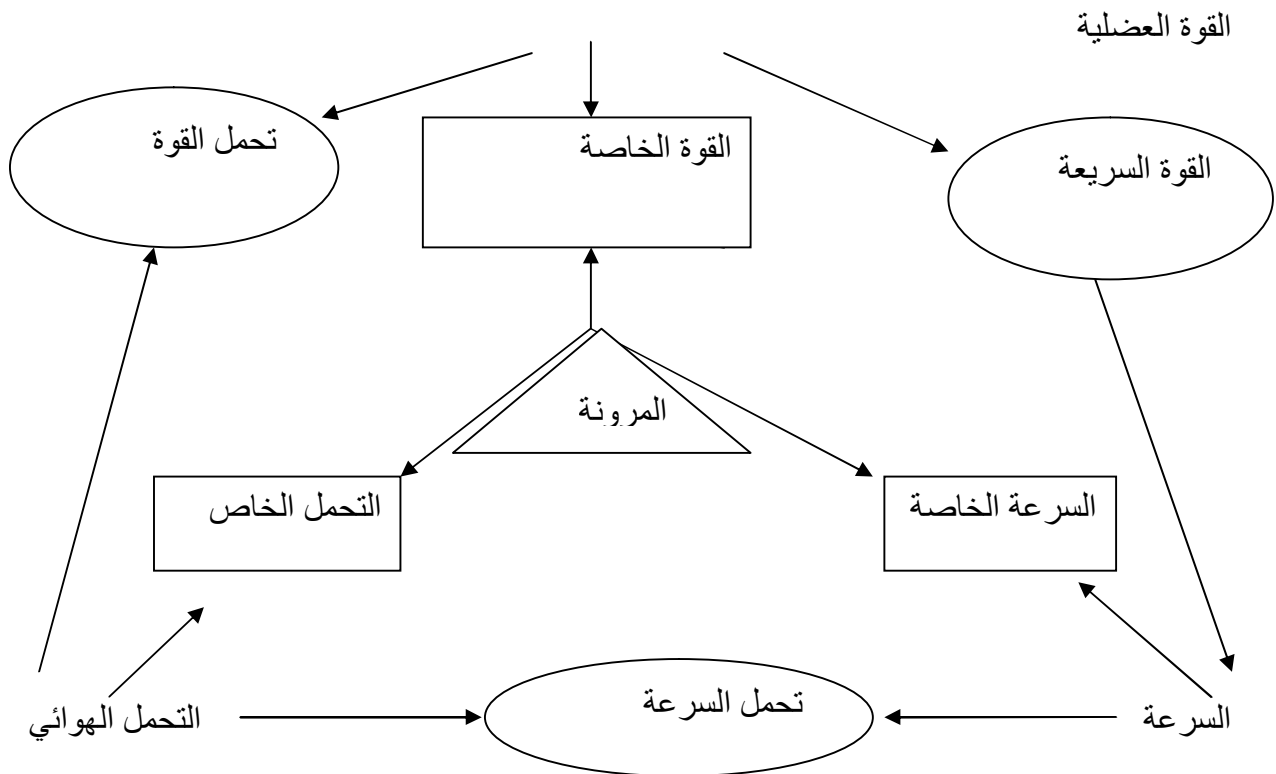 القوة العضلية
تحمل القوة
القوة الخاصة
القوة السريعة
المرونة
التحمل الخاص
السرعة الخاصة
تحمل السرعة
التحمل الهوائي
السرعة